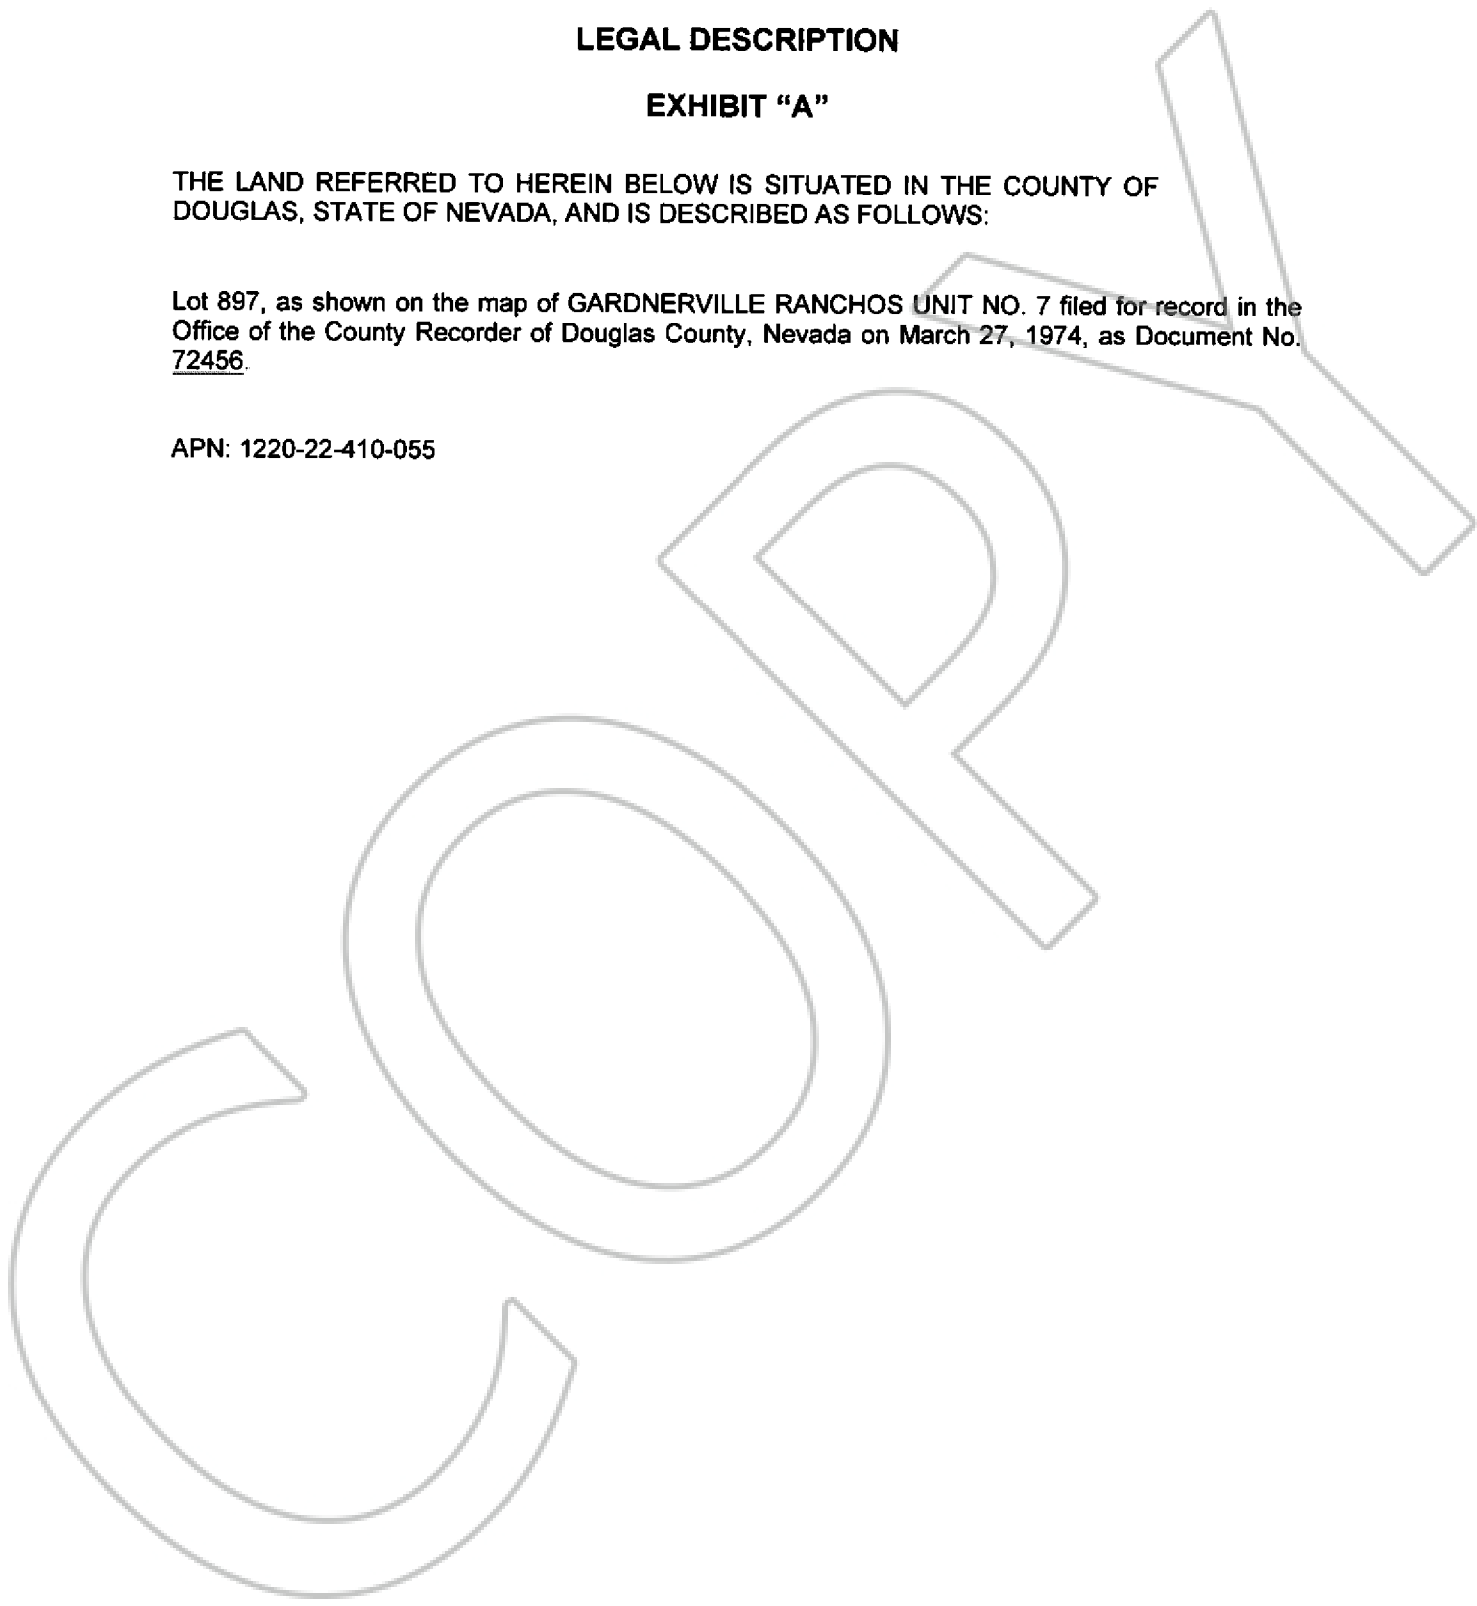 LEGAL DESCRIPTION
EXHIBIT “A”
THE LAND REFERRED TO HEREIN BELOW IS SITUATED IN THE COUNTY OF
DOUGLAS, STATE OF NEVADA, AND IS DESCRIBED AS FOLLOWS:
Lot 897, as shown on the map of GARDNERVILLE RANCHOS UNIT NO. 7 filed for record in the
Office of the County Recorder of Douglas County, Nevada on March 27, 1974, as Document No.
72456.
APN: 1220-22-410-055
COPY